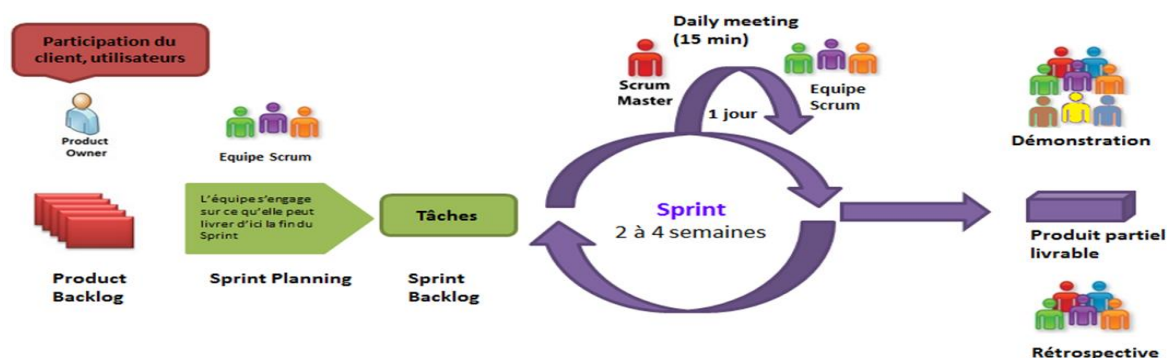 Participation du
client, utilisateurs
Product
Owner
Product
Backlog
Equipe Scrum
L'équipe s'engage
sur ce qu'elle peut
livrer d'ici la fin du
Sprint
Sprint Planning
Tâches
Sprint
Backlog
Daily meeting
(15 min)
Scrum
Master
Equipe
Scrum
1 jour
Sprint
2 à 4 semaines
Démonstration
Produit partiel
livrable
Rétrospective